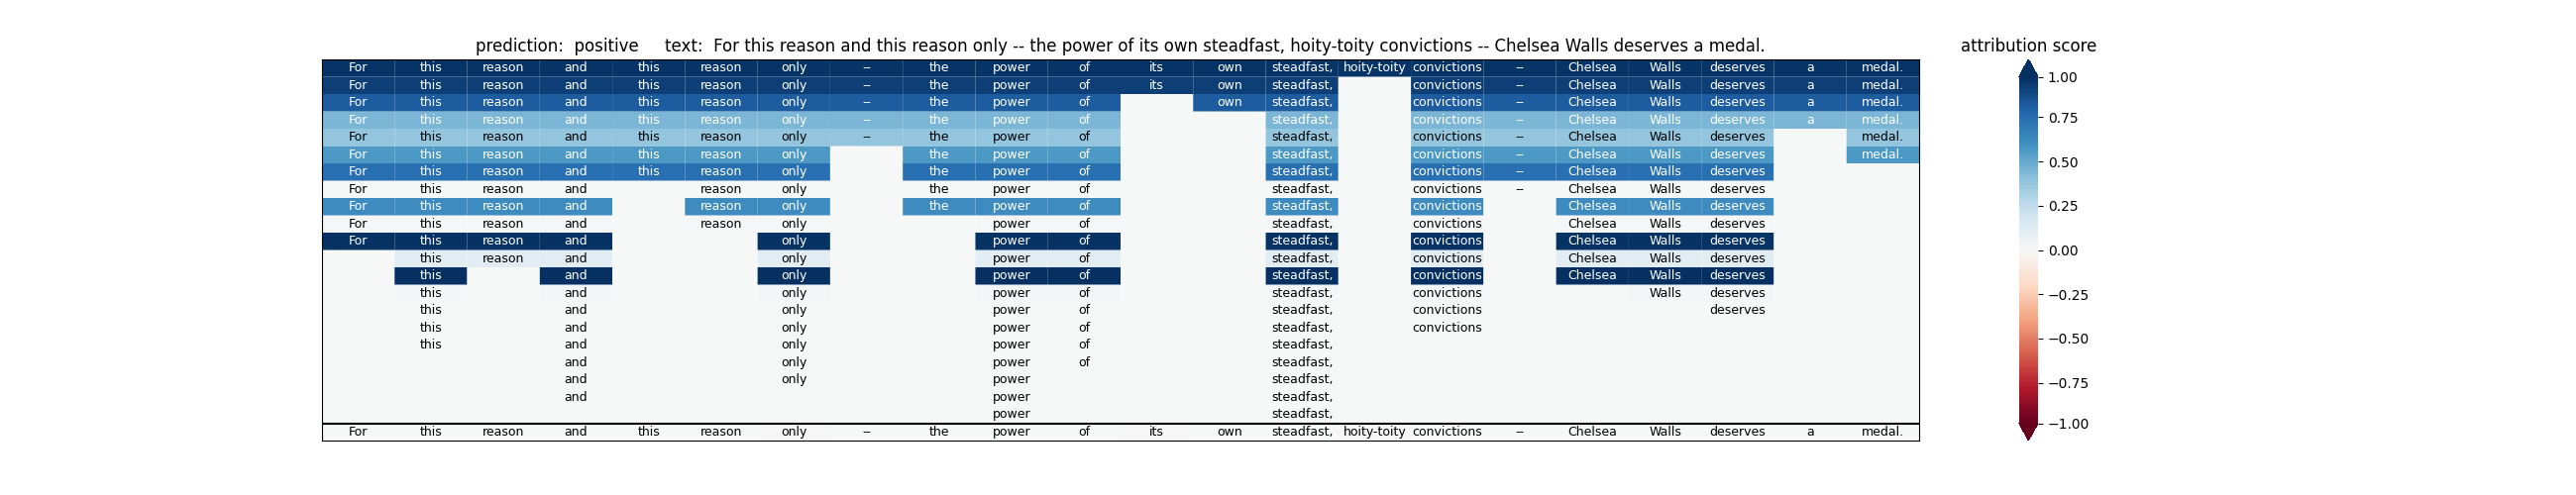 prediction: positive text: For this reason and this reason only -- the power of its own steadfast, hoity-toity convictions -- Chelsea Walls deserves a medal. attribution score
For this reason and this reason only -- the power of its own steadfast, hoity-toity convictions -- Chelsea Walls deserves a medal.
For this reason and this reason only -- the power of its own steadfast, convictions -- Chelsea Walls deserves a medal.
For this reason and this reason only -- the power of own steadfast, convictions -- Chelsea Walls deserves a medal.
For this reason and this reason only -- the power of steadfast, convictions -- Chelsea Walls deserves a medal.
For this reason and this reason only -- the power of steadfast, convictions -- Chelsea Walls deserves medal.
For this reason and this reason only the power of steadfast, convictions -- Chelsea Walls deserves medal.
For this reason and this reason only the power of steadfast, convictions -- Chelsea Walls deserves
For this reason and reason only the power of steadfast, convictions -- Chelsea Walls deserves
For this reason and reason only the power of steadfast, convictions Chelsea Walls deserves
For this reason and reason only power of steadfast, convictions Chelsea Walls deserves
For this reason and only power of steadfast, convictions Chelsea Walls deserves
this reason and only power of steadfast, convictions Chelsea Walls deserves
this and only power of steadfast, convictions Chelsea Walls deserves
this and only power of steadfast, convictions Walls deserves
this and only power of steadfast, convictions deserves
this and only power of steadfast, convictions
this and only power of steadfast,
and only power of steadfast,
and only power steadfast,
and power steadfast,
power steadfast,
For this reason and this reason only -- the power of its own steadfast, hoity-toity convictions -- Chelsea Walls deserves a medal.
1.00
0.75
0.50
0.25
0.00
−0.25
−0.50
−0.75
−1.00